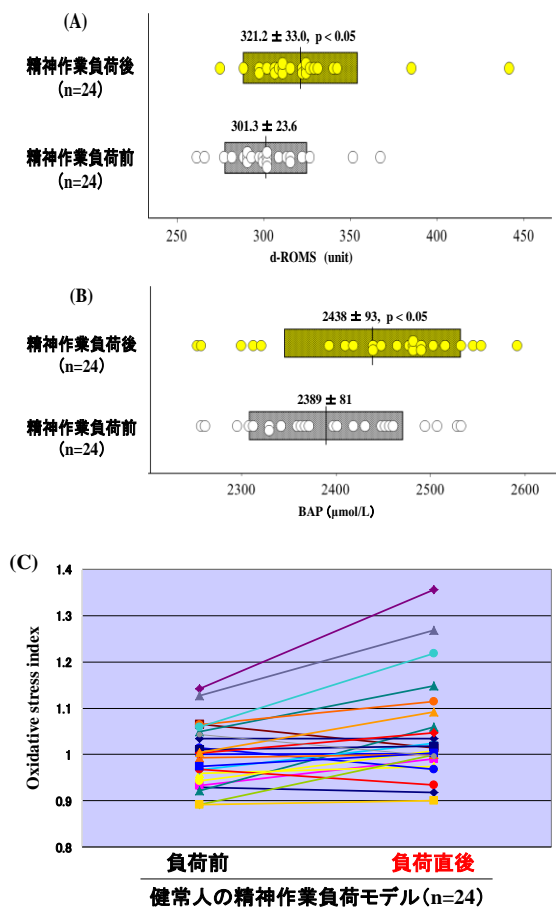 (A)
321.2 ± 33.0, p < 0.05
精神作業負荷後
(n=24)
301.3 ± 23.6
精神作業負荷前
(n=24)
250 300 350 400 450
d-ROMS (unit)
(B)
2438 ± 93, p < 0.05
精神作業負荷後
(n=24)
2389 ± 81
精神作業負荷前
(n=24)
2300 2400 2500 2600
BAP (μmol/L)
(C)
1.4
1.3
1.2
1.1
1
0.9
0.8
Oxidative stress index
負荷前 負荷直後
健常人の精神作業負荷モデル(n=24)